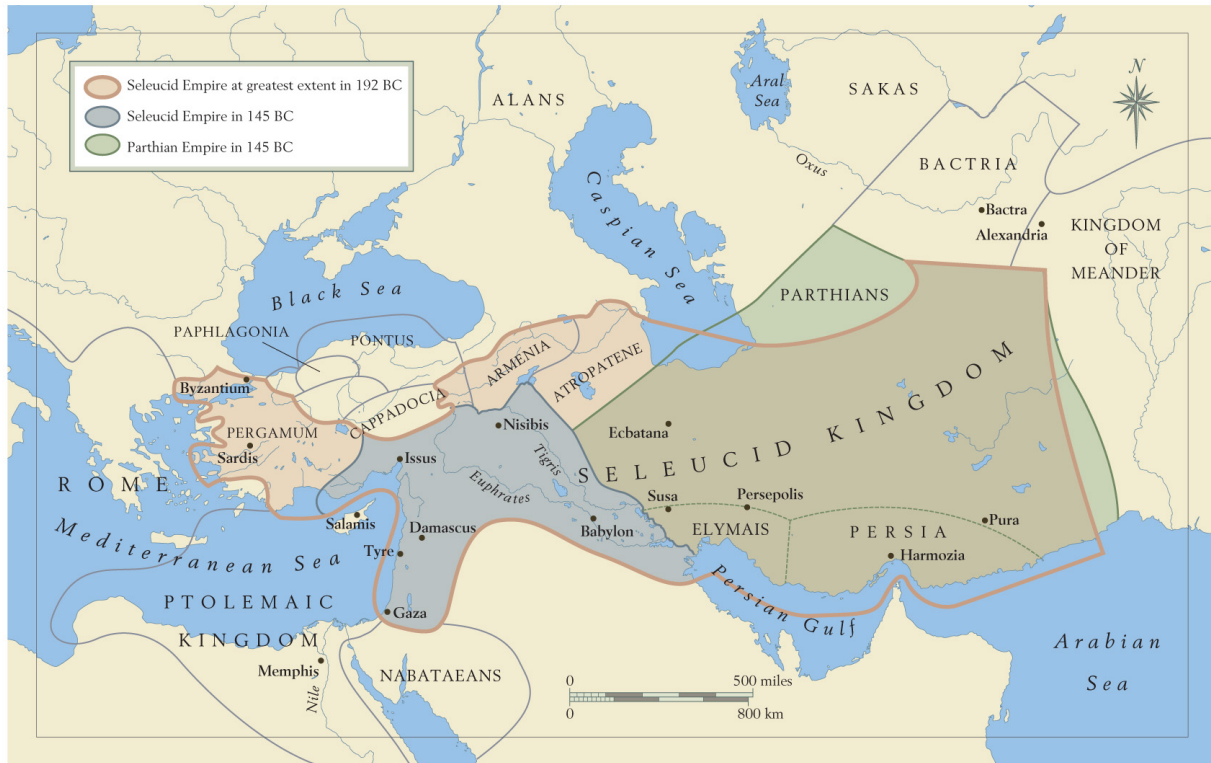 Seleucid Empire at greatest extent in 192 BC
Seleucid Empire in 145 BC
Parthian Empire in 145 BC
ALANS
Aral
Sea
SAKAS
N
Oxus
BACTRIA
Bactra
Alexandria
KINGDOM
OF
MEANDER
Caspian Sea
Black Sea
PARTHIANS
PAPHLAGONIA
PONTUS
ARMENIA
ATROPATENE
Byzantium
CAPPADOCIA
PERGAMUM
Sardis
Nisibis
Ecbatana
SELEUCID KINGDOM
Issus
Tigris
Euphrates
ROME
Susa
Persepolis
Salamis
Damascus
Babylon
ELYMAIS
PERSIA
Pura
Mediterranean Sea
Tyre
Harmozia
PTOLEMAIC
KINGDOM
Gaza
Persian Gulf
Memphis
Nile
NABATAEANS
Arabian
Sea
0 500 miles
0 800 km